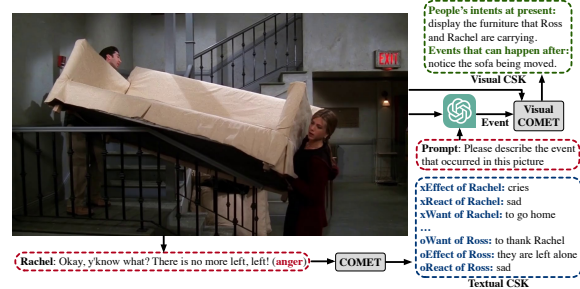 People's intents at present:
display the furniture that Ross
and Rachel are carrying.
Events that can happen after:
notice the sofa being moved.
Visual CSK
EXIT
Event
Visual
COMET
Prompt: Please describe the event
that occurred in this picture
xEffect of Rachel: cries
xReact of Rachel: sad
xWant of Rachel: to go home
...
oWant of Ross: to thank Rachel
oEffect of Ross: they are left alone
oReact of Ross: sad
Textual CSK
Rachel: Okay, y'know what? There is no more left, left! (anger)
COMET